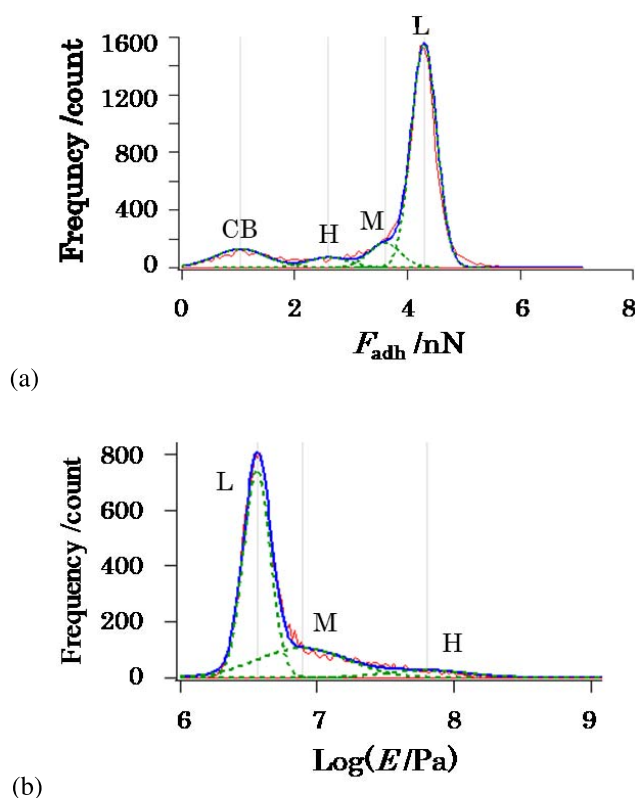 L
1600
1200
800
400
0
CB
H
M
Frequncy /count
0 2 4 6 8
F_adh /nN
(a)
800
600
400
200
0
L
M
H
Frequency /count
6 7 8 9
Log(E/Pa)
(b)